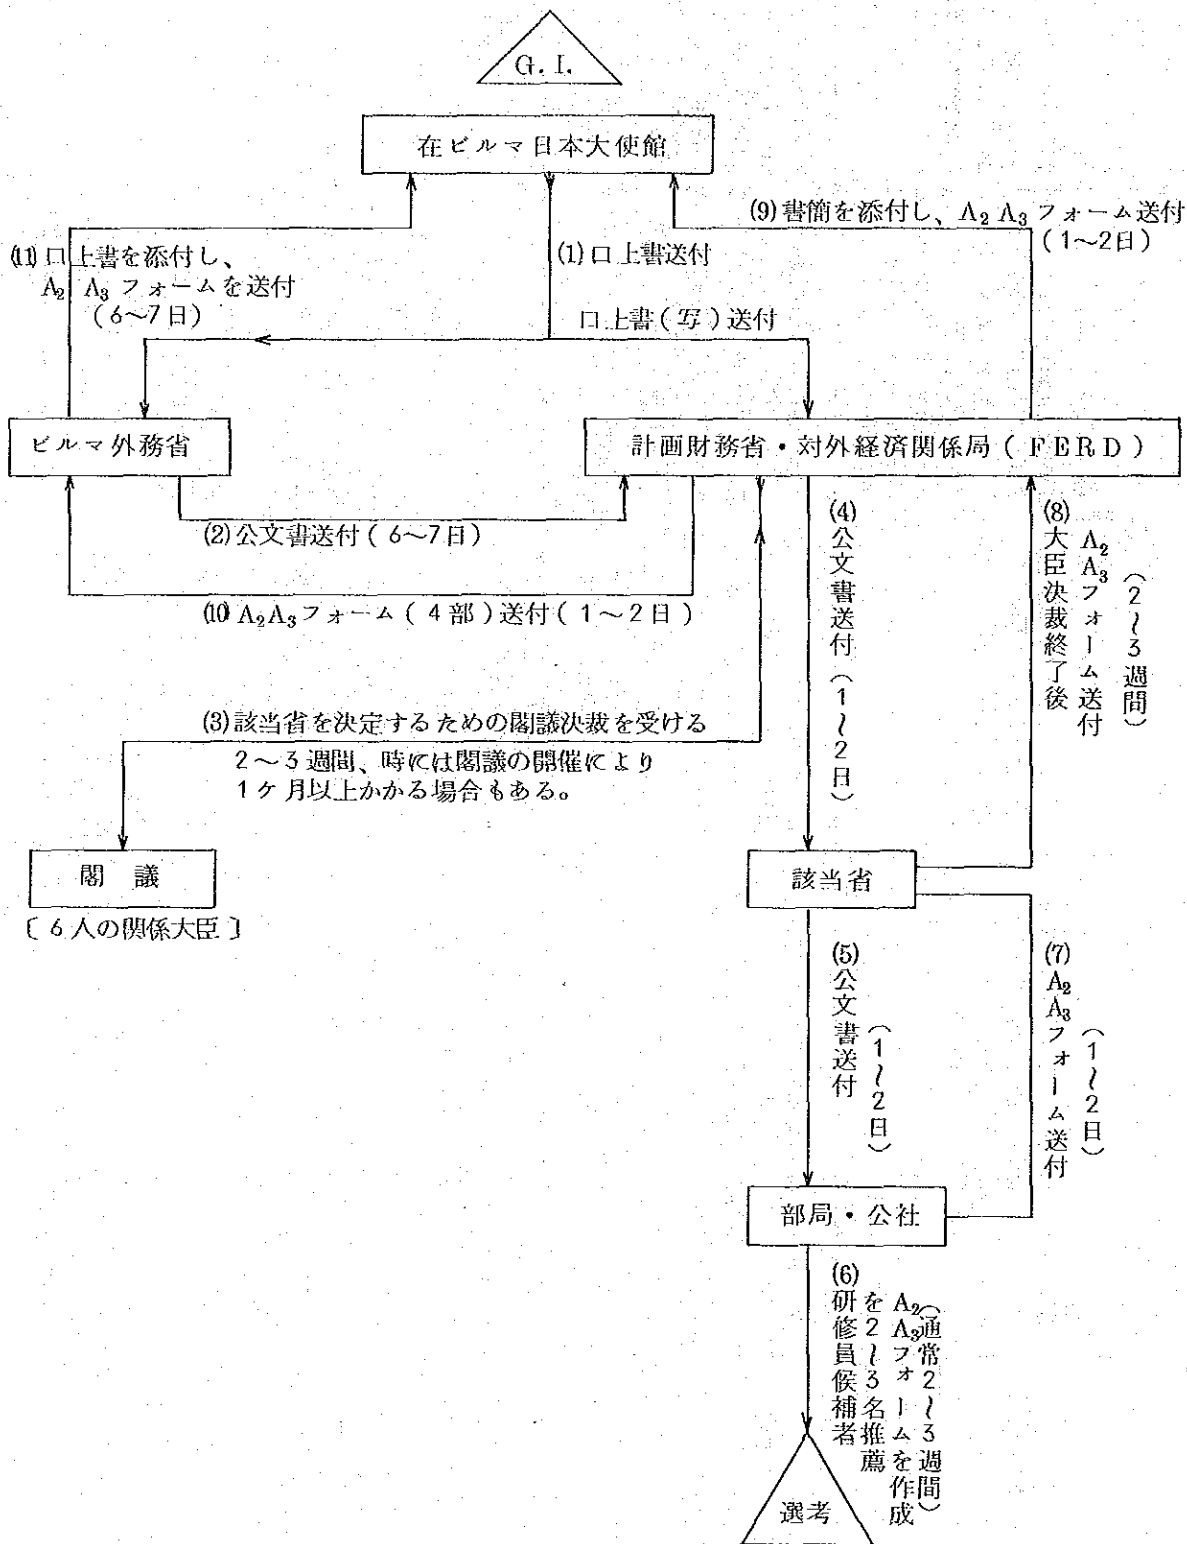 G. I.
在ビルマ日本大使館
(9)書簡を添付し、A₂ A₃ フォーム送付
(1~2日)
(11)口上書を添付し、
A₂ A₃ フォームを送付
(6~7日)
(1)口上書送付
口上書(写)送付
ビルマ外務省
計画財務省・対外経済関係局(FERD)
(2)公文書送付(6~7日)
(10) A₂A₃フォーム(4部)送付(1~2日)
(4)公文書送付(1~2日)
(8)大臣決裁終了後
A₂A₃フォーム送付
(2~3週間)
(3)該当省を決定するための閣議決裁を受ける
2~3週間、時には閣議の開催により
1ヶ月以上かかる場合もある。
閣 議
〔6人の関係大臣〕
該当省
(5)公文書送付
(1~2日)
(7)A₂A₃フォーム送付
(1~2日)
部局・公社
(6)研修員候補者
を2~3名推薦
A₂A₃フォームを作成
(通常2~3週間)
選考